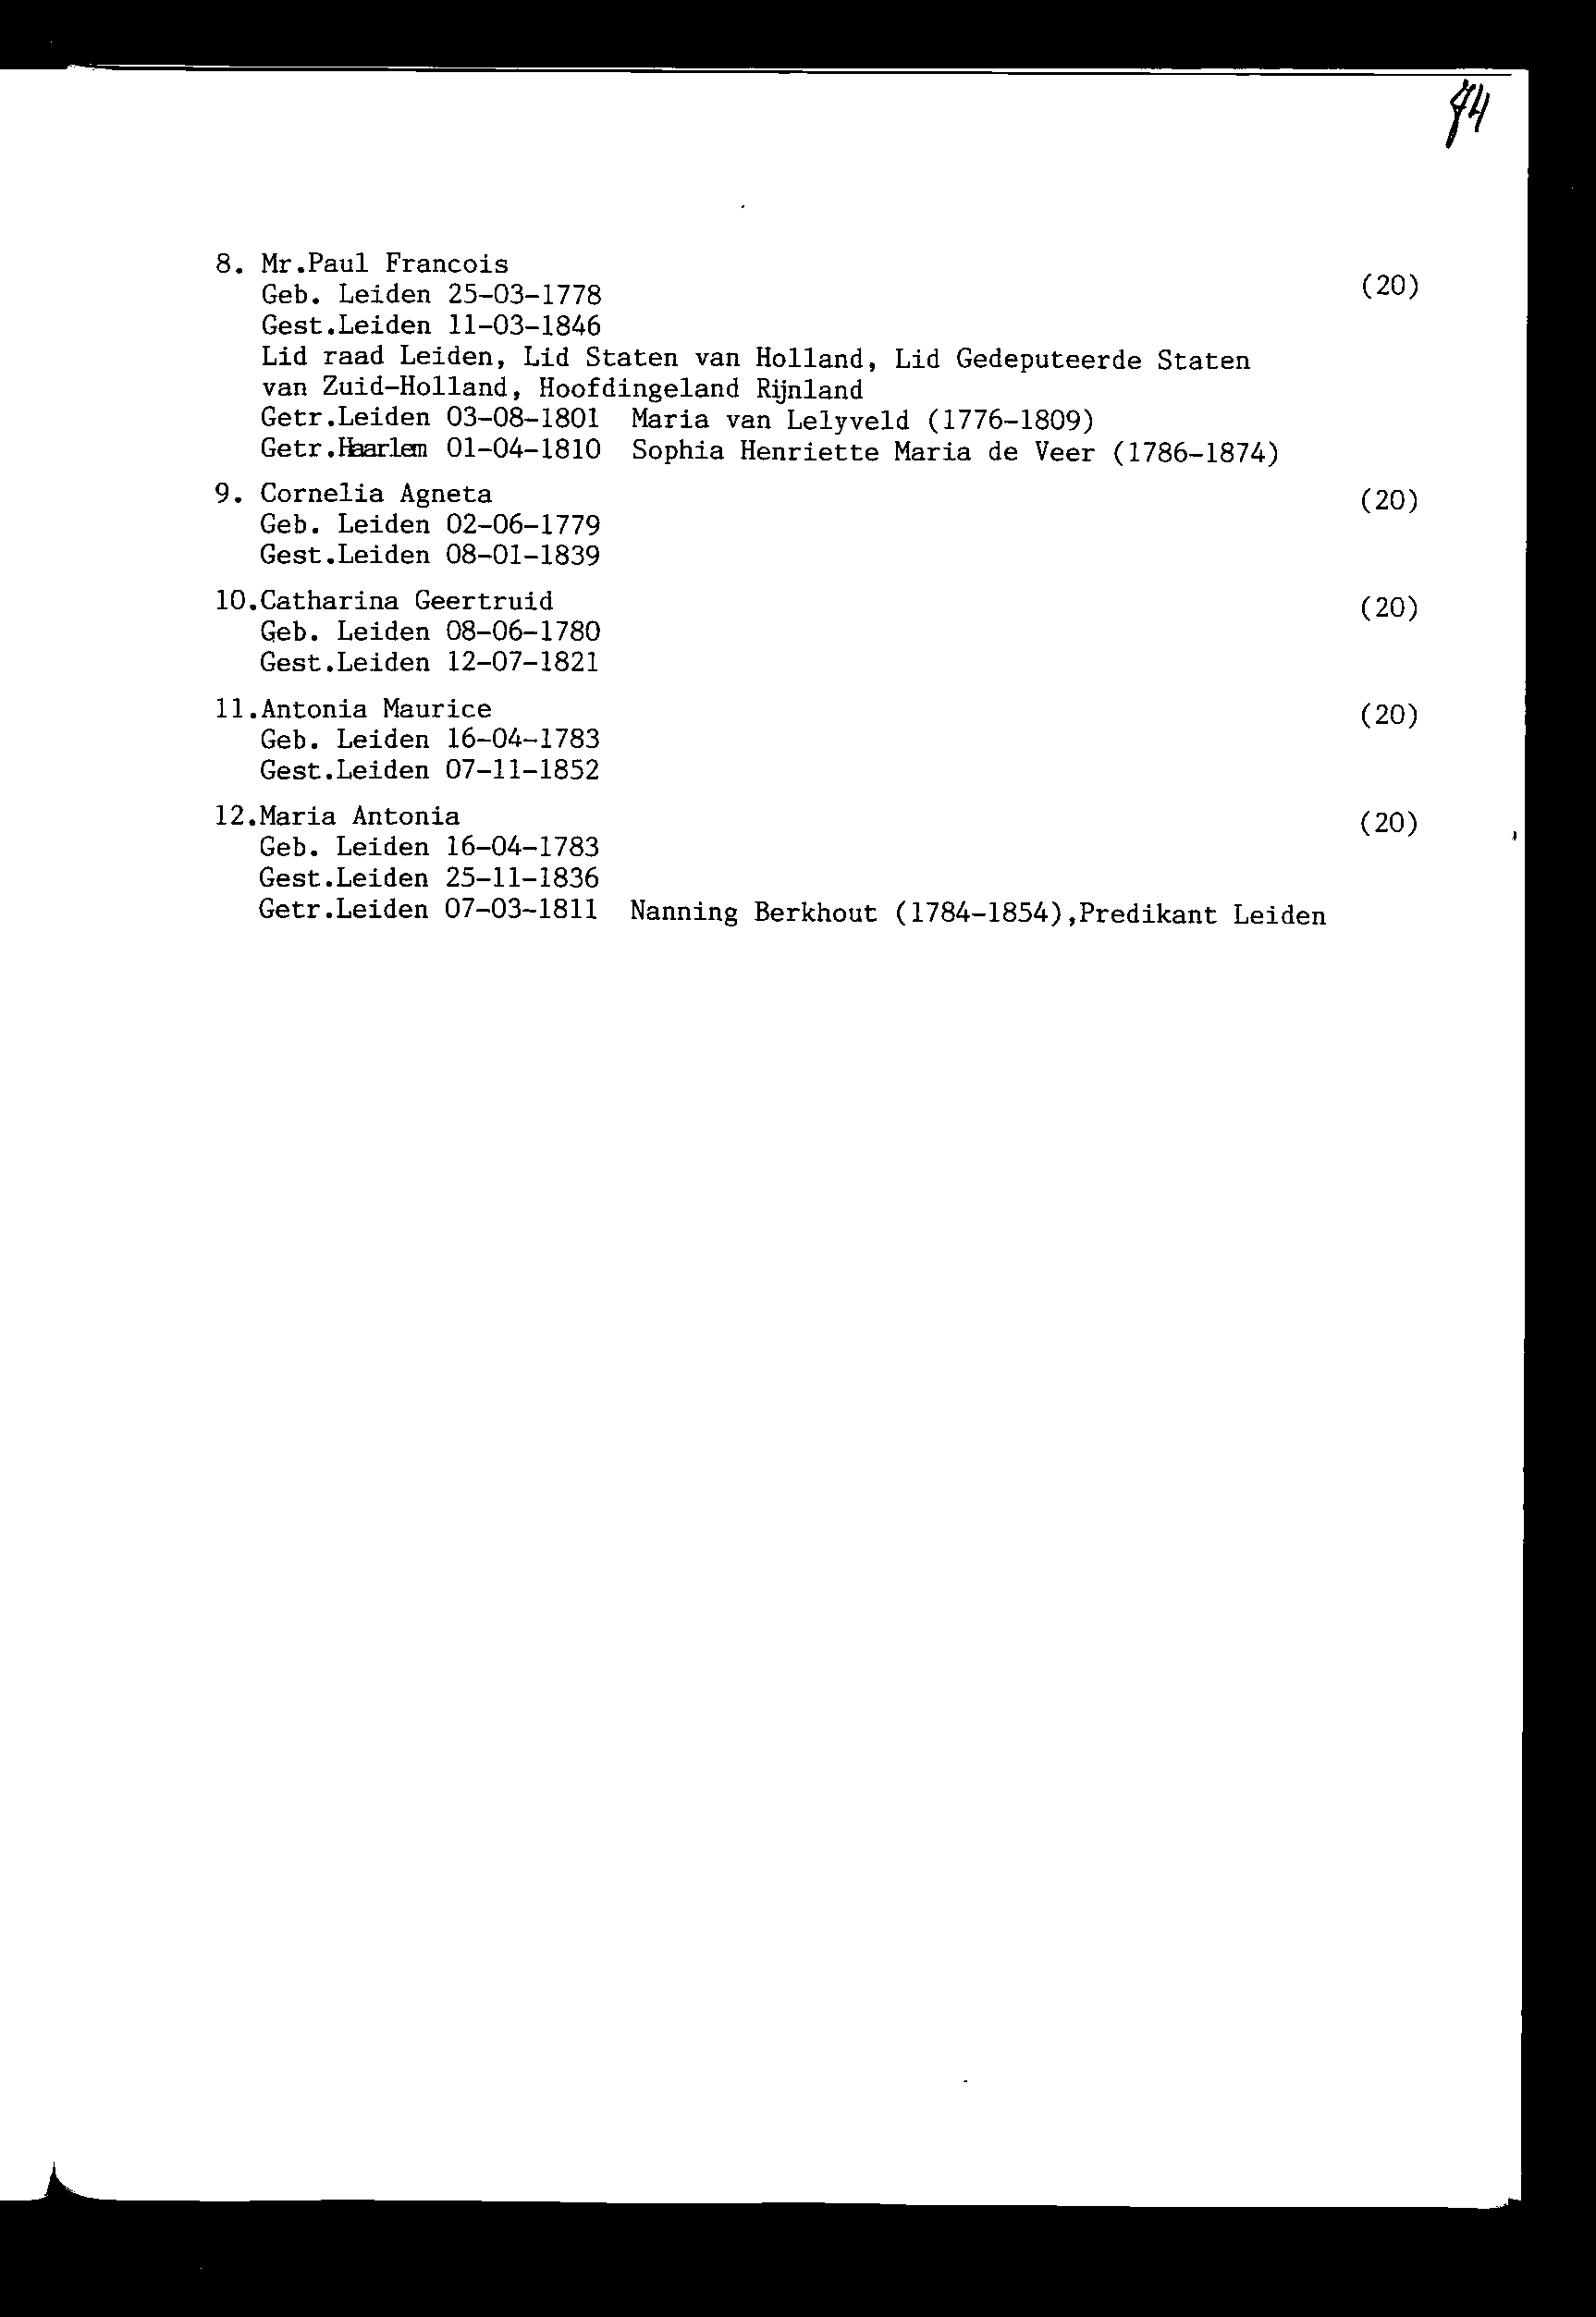 8. Mr.Paul Francois
Geb. Leiden 25-03-1778 (20)
Gest.Leiden 11-03-1846
Lid raad Leiden, Lid Staten van Holland, Lid Gedeputeerde Staten
van Zuid-Holland, Hoofdingeland Rijnland
Getr.Leiden 03-08-1801 Maria van Lelyveld (1776-1809)
Getr.Haarlem 01-04-1810 Sophia Henriette Maria de Veer (1786-1874)
9. Cornelia Agneta (20)
Geb. Leiden 02-06-1779
Gest.Leiden 08-01-1839
10.Catharina Geertruid (20)
Geb. Leiden 08-06-1780
Gest.Leiden 12-07-1821
11.Antonia Maurice (20)
Geb. Leiden 16-04-1783
Gest.Leiden 07-11-1852
12.Maria Antonia (20)
Geb. Leiden 16-04-1783
Gest.Leiden 25-11-1836
Getr.Leiden 07-03-1811 Nanning Berkhout (1784-1854),Predikant Leiden